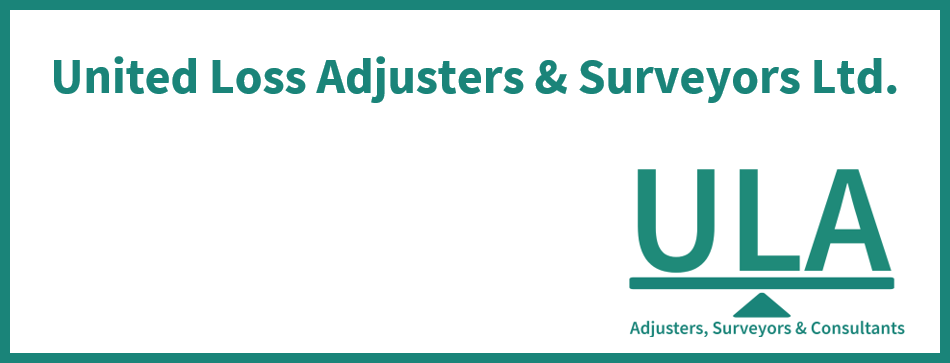 United Loss Adjusters & Surveyors Ltd.
ULA
Adjusters, Surveyors & Consultants